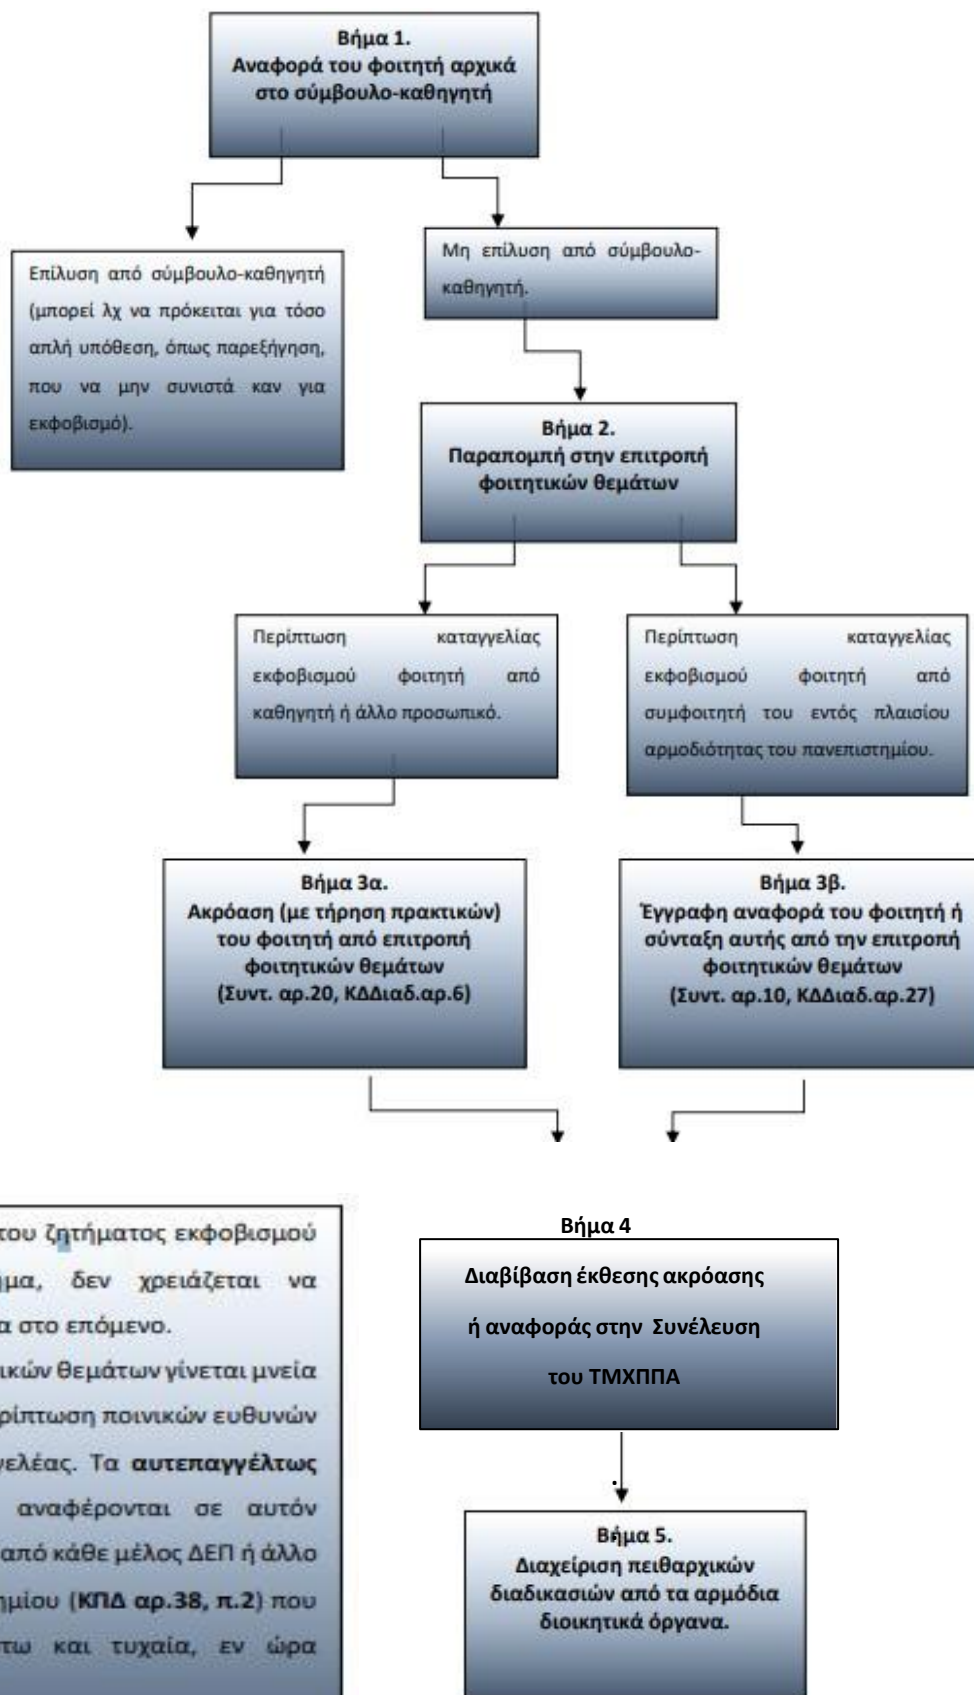 Βήμα 1.
Αναφορά του φοιτητή αρχικά
στο σύμβουλο-καθηγητή
Επίλυση από σύμβουλο-καθηγητή
(μπορεί λχ να πρόκειται για τόσο
απλή υπόθεση, όπως παρεξήγηση,
που να μην συνιστά καν για
εκφοβισμό).
Μη επίλυση από σύμβουλο-
καθηγητή.
Βήμα 2.
Παραπομπή στην επιτροπή
φοιτητικών θεμάτων
Περίπτωση καταγγελίας
εκφοβισμού φοιτητή από
καθηγητή ή άλλο προσωπικό.
Περίπτωση καταγγελίας
εκφοβισμού φοιτητή από
συμφοιτητή του εντός πλαισίου
αρμοδιότητας του πανεπιστημίου.
Βήμα 3α.
Ακρόαση (με τήρηση πρακτικών)
του φοιτητή από επιτροπή
φοιτητικών θεμάτων
(Συντ. αρ.20, ΚΔΔιαδ.αρ.6)
Βήμα 3β.
Έγγραφη αναφορά του φοιτητή ή
σύνταξη αυτής από την επιτροπή
φοιτητικών θεμάτων
(Συντ. αρ.10, ΚΔΔιαδ.αρ.27)
του ζητήματος εκφοβισμού
δεν χρειάζεται να
στο επόμενο.
θεμάτων γίνεται μνεία
ποινικών ευθυνών
Τα αυτεπαγγέλτως
αναφέρονται σε αυτόν
από κάθε μέλος ΔΕΠ ή άλλο
(ΚΠΔ αρ.38, π.2) που
και τυχαία, εν ώρα
Βήμα 4
Διαβίβαση έκθεσης ακρόασης
ή αναφοράς στην Συνέλευση
του ΤΜΧΠΠΑ
.
Βήμα 5.
Διαχείριση πειθαρχικών
διαδικασιών από τα αρμόδια
διοικητικά όργανα.